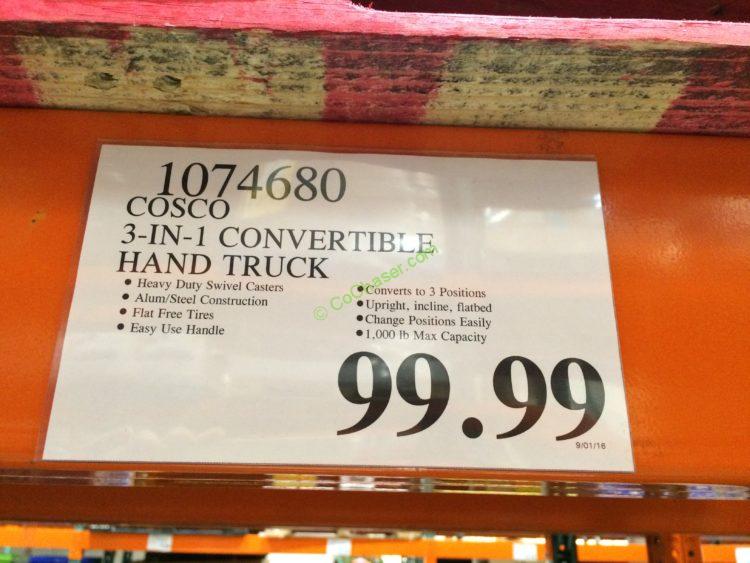 1074680
COSCO
3-IN-1 CONVERTIBLE
HAND TRUCK
• Heavy Duty Swivel Casters
• Alum/Steel Construction
• Flat Free Tires
• Easy Use Handle
• Converts to 3 Positions
• Upright, incline, flatbed
• Change Positions Easily
• 1,000 lb Max Capacity
99.99
9/01/16
© CoChaser.com